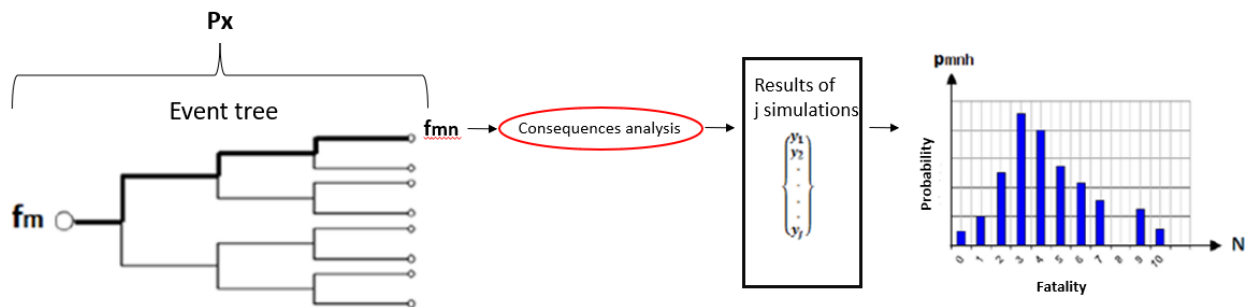 Px
Event tree
fm
fmn
Consequences analysis
Results of
j simulations
y1
y2
.
.
.
.
yj
pmnh
Probability
0 1 2 3 4 5 6 7 8 9 10
N
Fatality